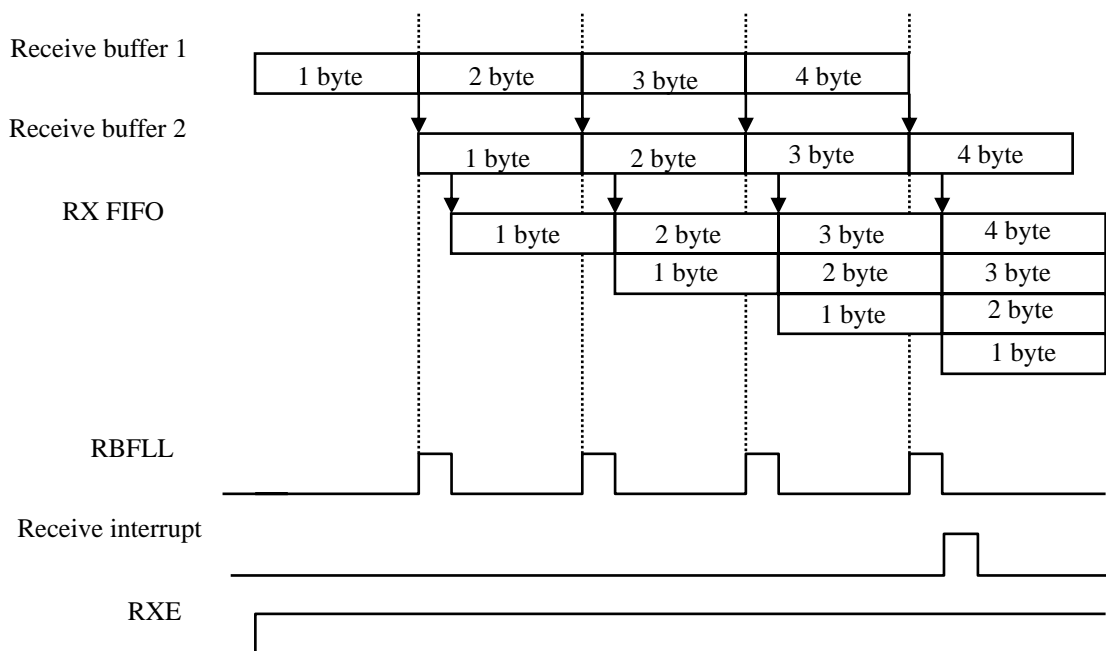 Receive buffer 1
1 byte 2 byte 3 byte 4 byte
Receive buffer 2
1 byte 2 byte 3 byte 4 byte
RX FIFO
1 byte 2 byte 3 byte 4 byte
1 byte 2 byte 3 byte
1 byte 2 byte
1 byte
RBFLL
Receive interrupt
RXE